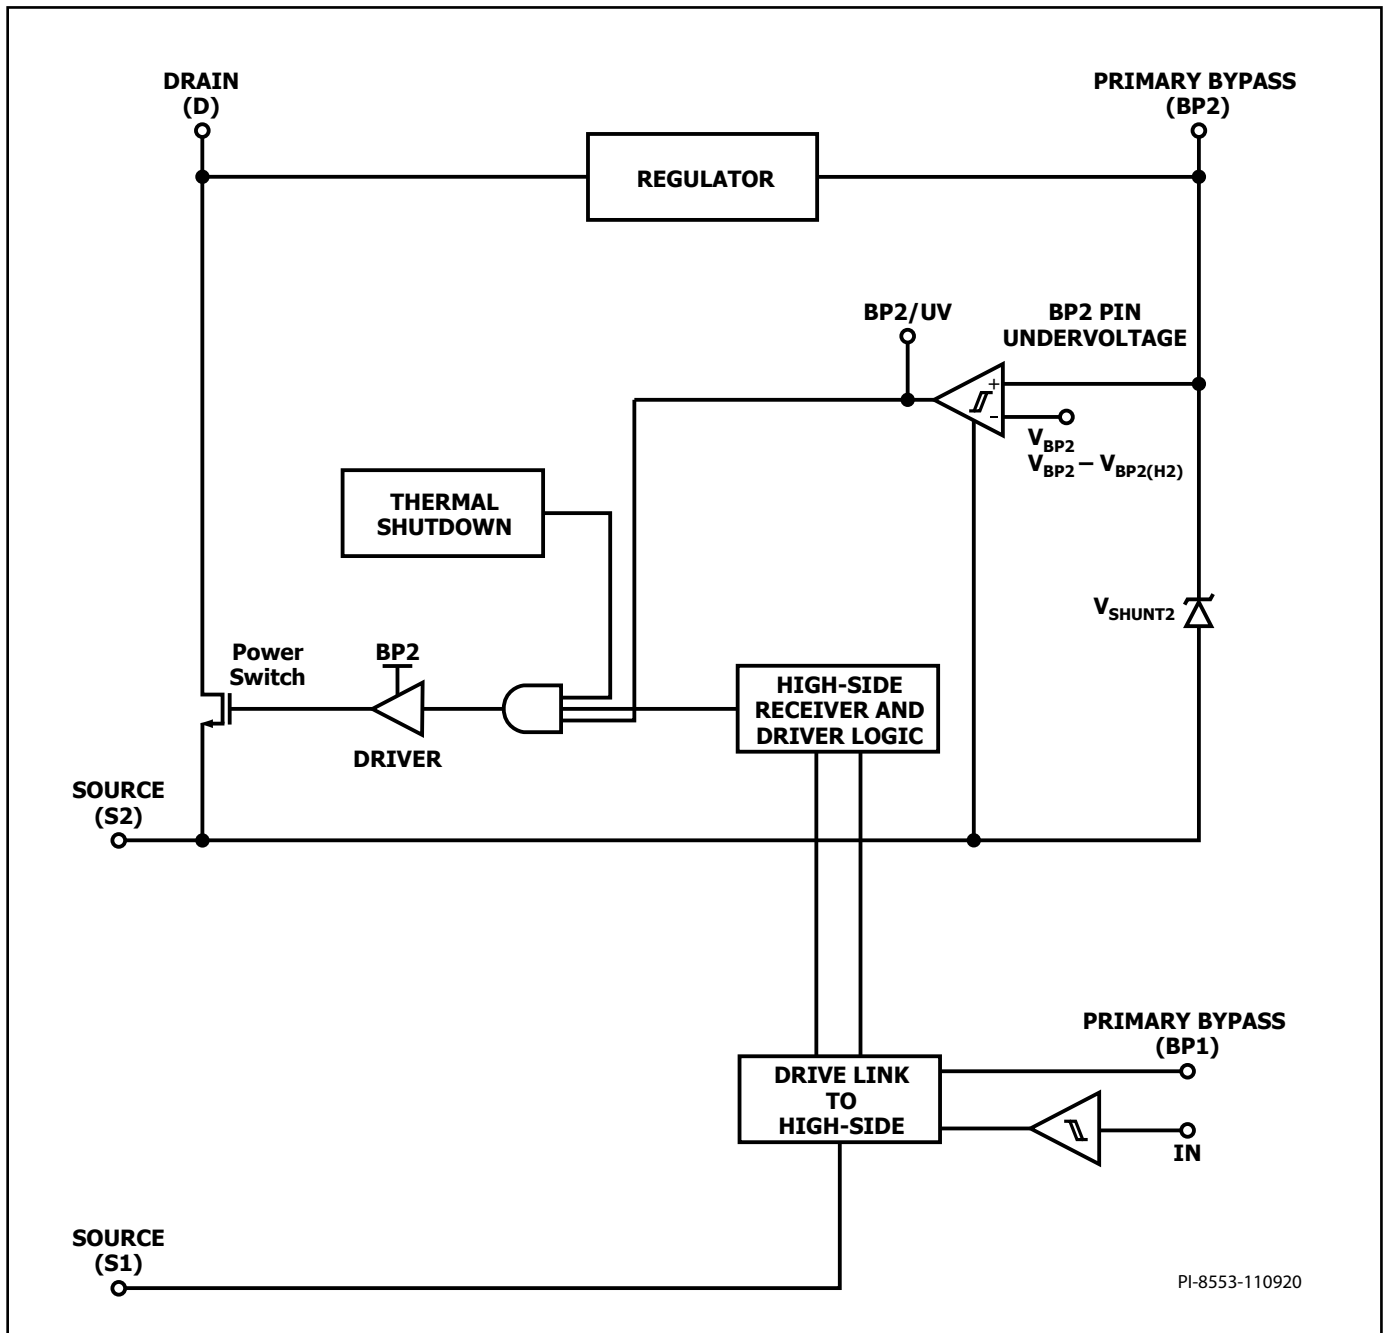 DRAIN
(D)
PRIMARY BYPASS
(BP2)
REGULATOR
BP2/UV
BP2 PIN
UNDERVOLTAGE
+
-
V_BP2
V_BP2 – V_BP2(H2)
THERMAL
SHUTDOWN
V_SHUNT2
Power
Switch
BP2
DRIVER
HIGH-SIDE
RECEIVER AND
DRIVER LOGIC
SOURCE
(S2)
PRIMARY BYPASS
(BP1)
DRIVE LINK
TO
HIGH-SIDE
IN
SOURCE
(S1)
PI-8553-110920